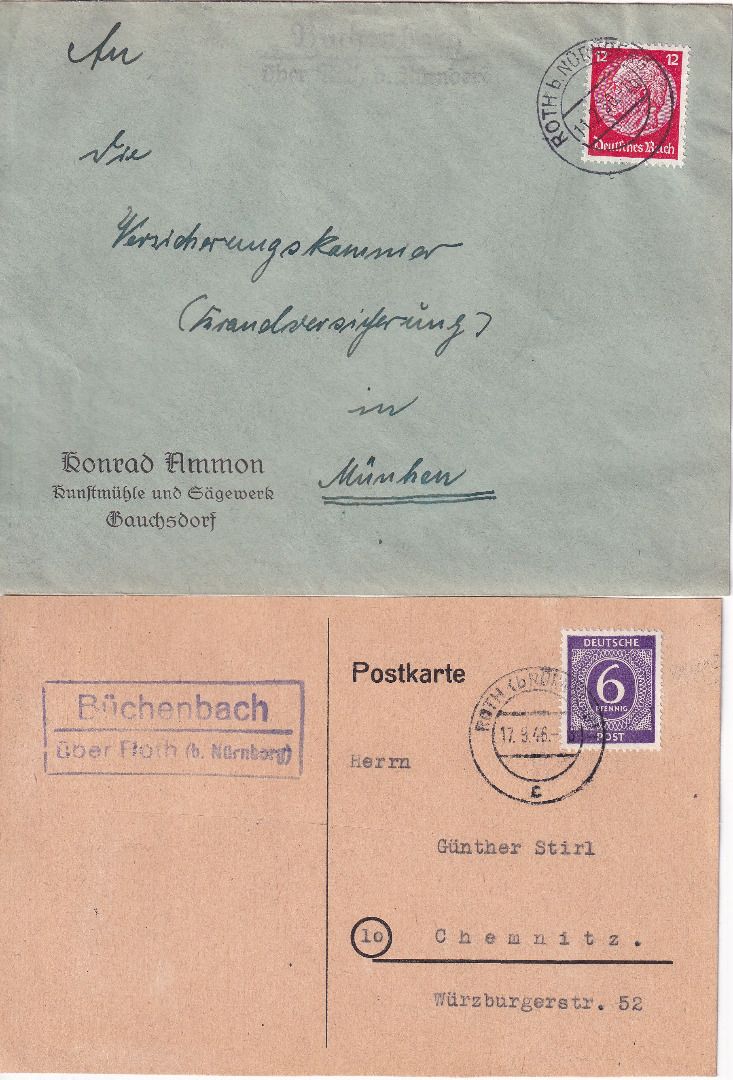 An
über
ROTH b. NÜRNBERG
12 12
Deutsches Reich
die
Versicherungskammer
(Brandversicherung)
in
Münhen
Konrad Ammon
Kunstmühle und Sägewerk
Gauchsdorf
Postkarte
DEUTSCHE
6
PFENNIG
POST
ROTH (b NÜRNBERG)
17. 9.46.-
c
Büchenbach
über Roth (b. Nürnberg)
Herrn
Günther Stirl
10 Chemnitz.
Würzburgerstr. 52